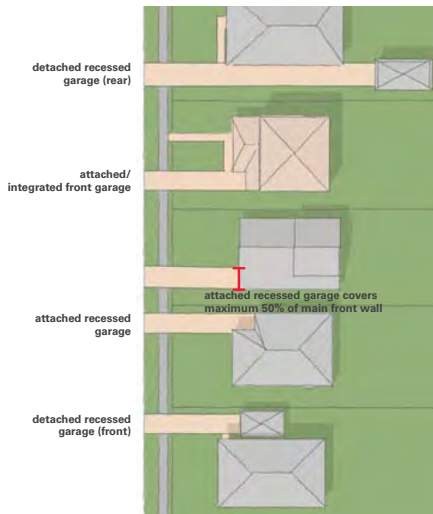 detached recessed
garage (rear)
attached/
integrated front garage
attached recessed garage covers
maximum 50% of main front wall
attached recessed
garage
detached recessed
garage (front)